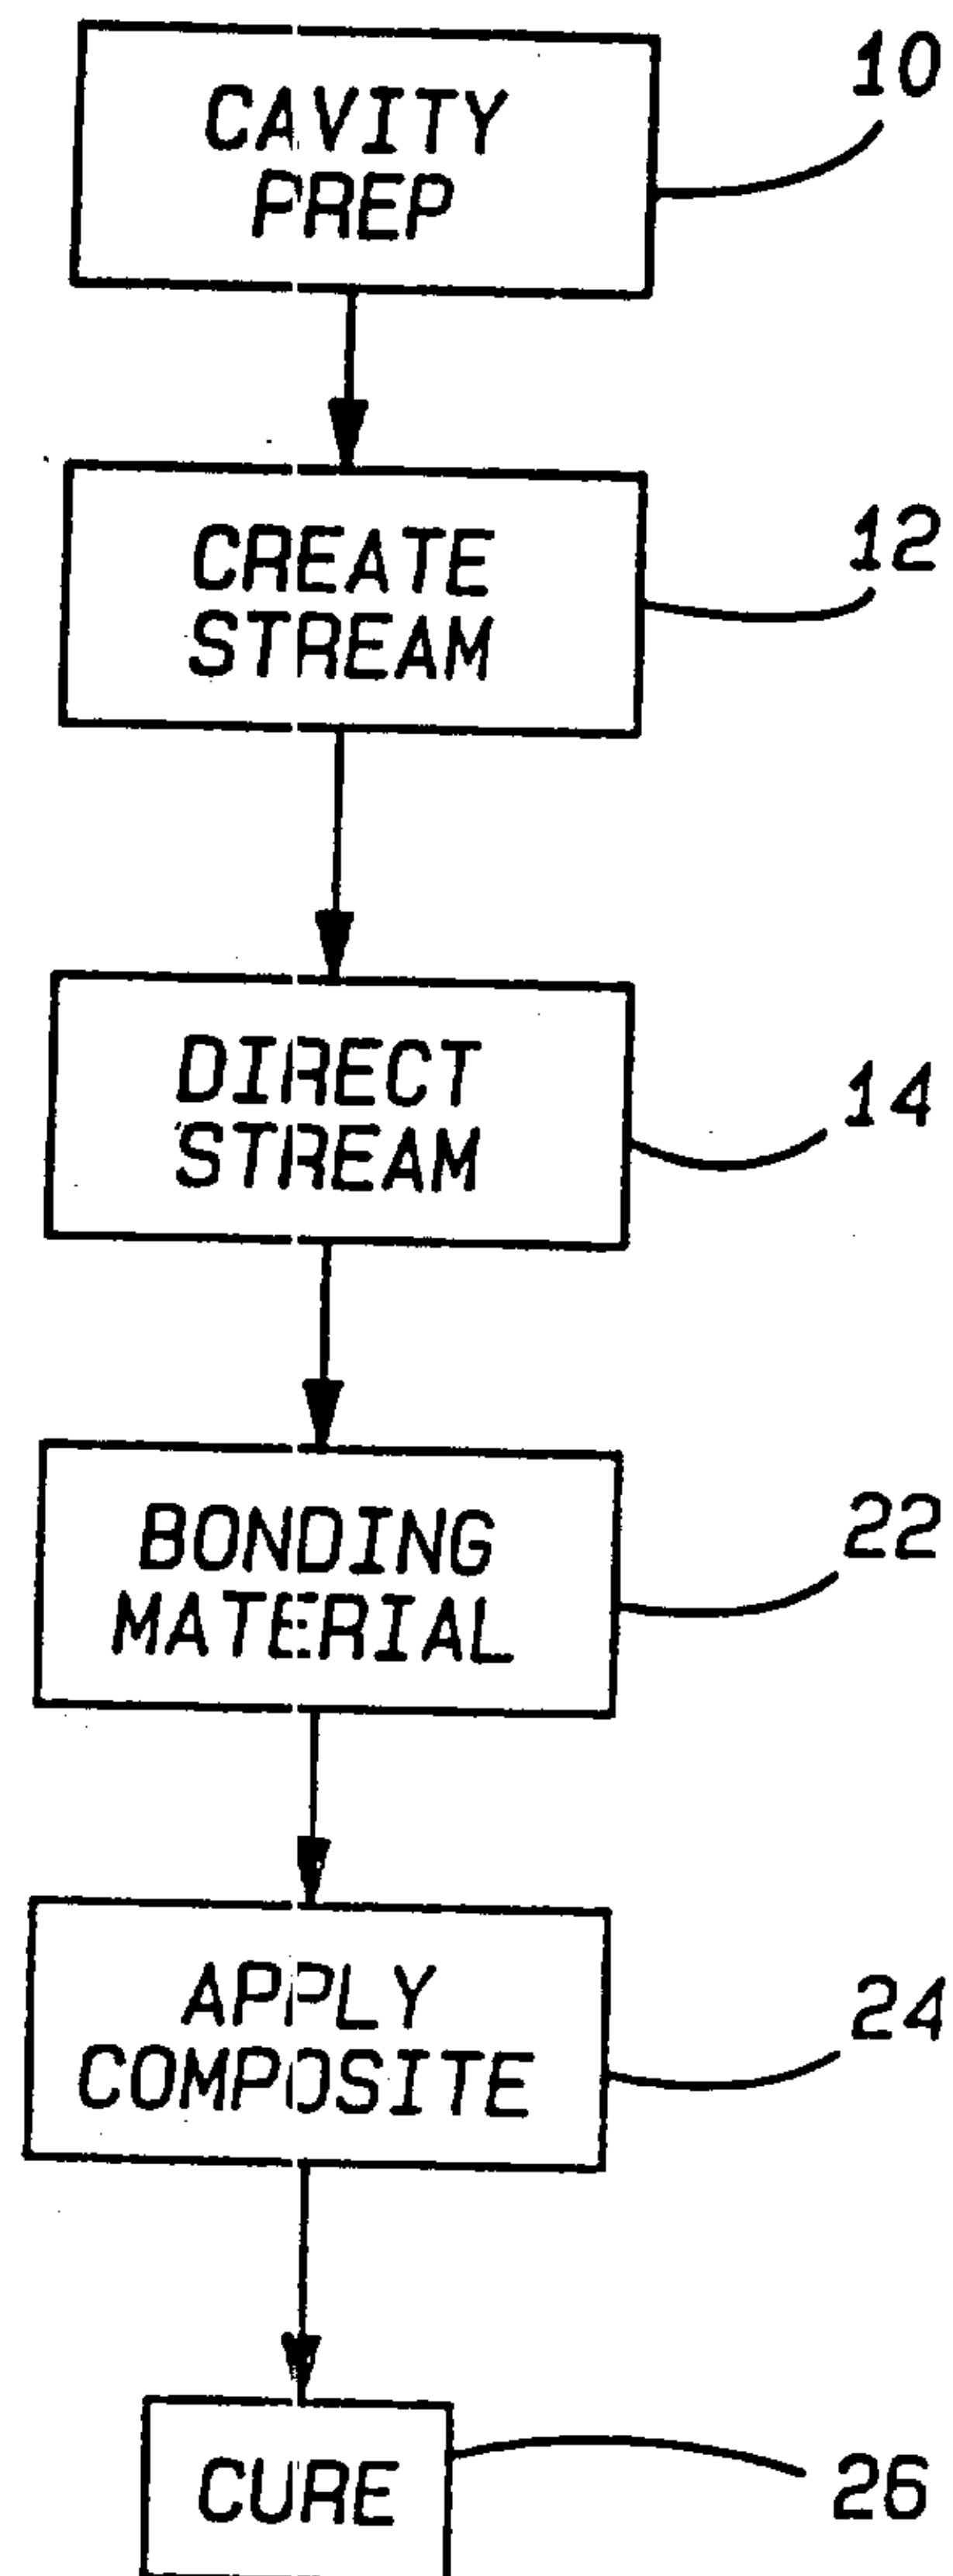 CAVITY
PREP
10
CREATE
STREAM
12
DIRECT
STREAM
14
BONDING
MATERIAL
22
APPLY
COMPOSITE
24
CURE
26